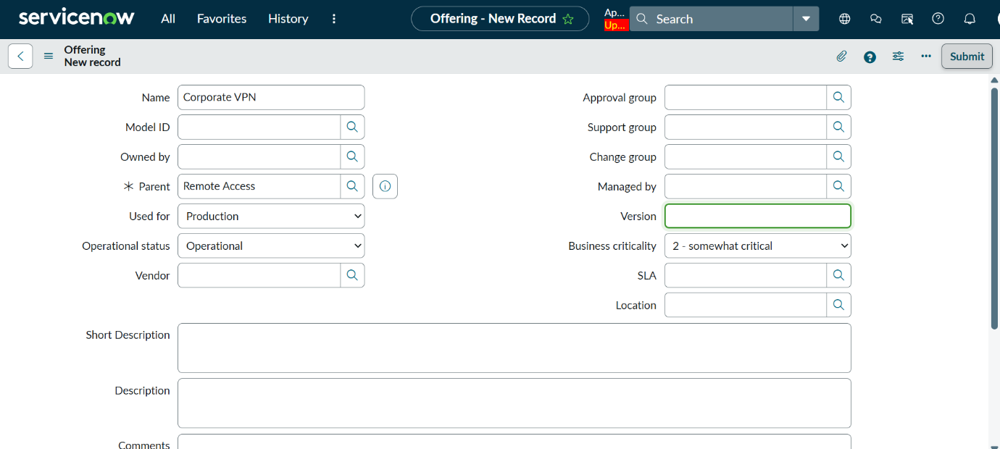 servicenow All Favorites History Offering - New Record Ap... Search
Up...
Offering
New record
Submit
Name Corporate VPN
Model ID
Owned by
Parent Remote Access
Used for Production
Operational status Operational
Vendor
Approval group
Support group
Change group
Managed by
Version
Business criticality 2 - somewhat critical
SLA
Location
Short Description
Description
Comments